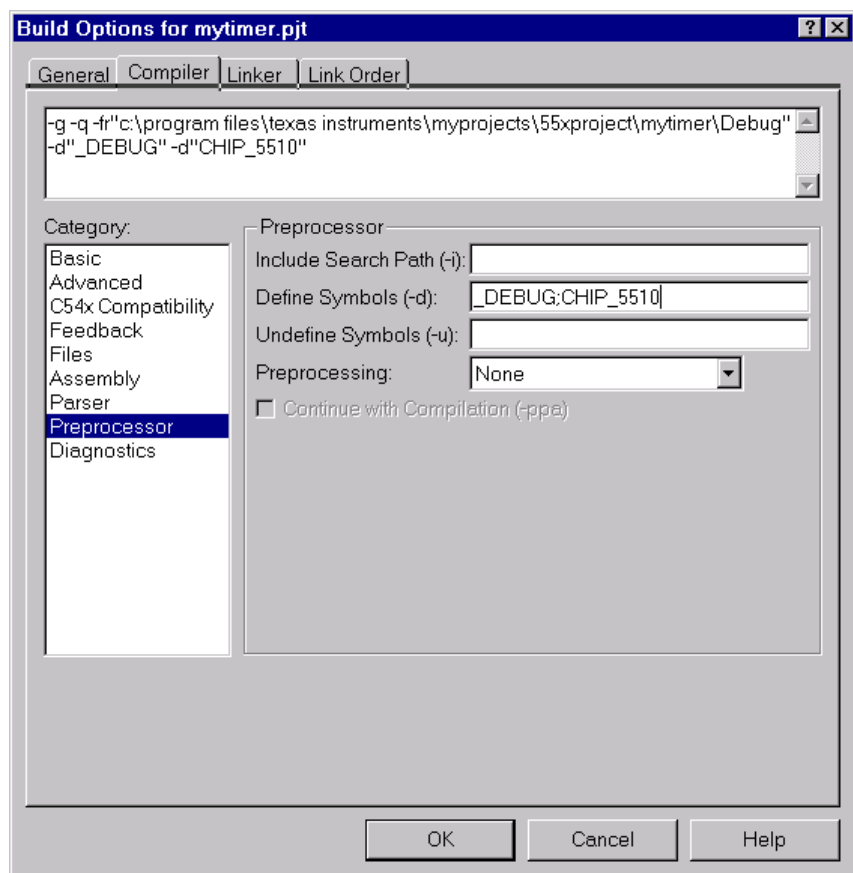 Build Options for mytimer.pjt
General Compiler Linker Link Order
-g -q -fr"c:\program files\texas instruments\myprojects\55xproject\mytimer\Debug"
-d"_DEBUG" -d"CHIP_5510"
Category:
Basic
Advanced
C54x Compatibility
Feedback
Files
Assembly
Parser
Preprocessor
Diagnostics
Preprocessor
Include Search Path (-i):
Define Symbols (-d): _DEBUG;CHIP_5510
Undefine Symbols (-u):
Preprocessing: None
Continue with Compilation (-ppa)
OK Cancel Help